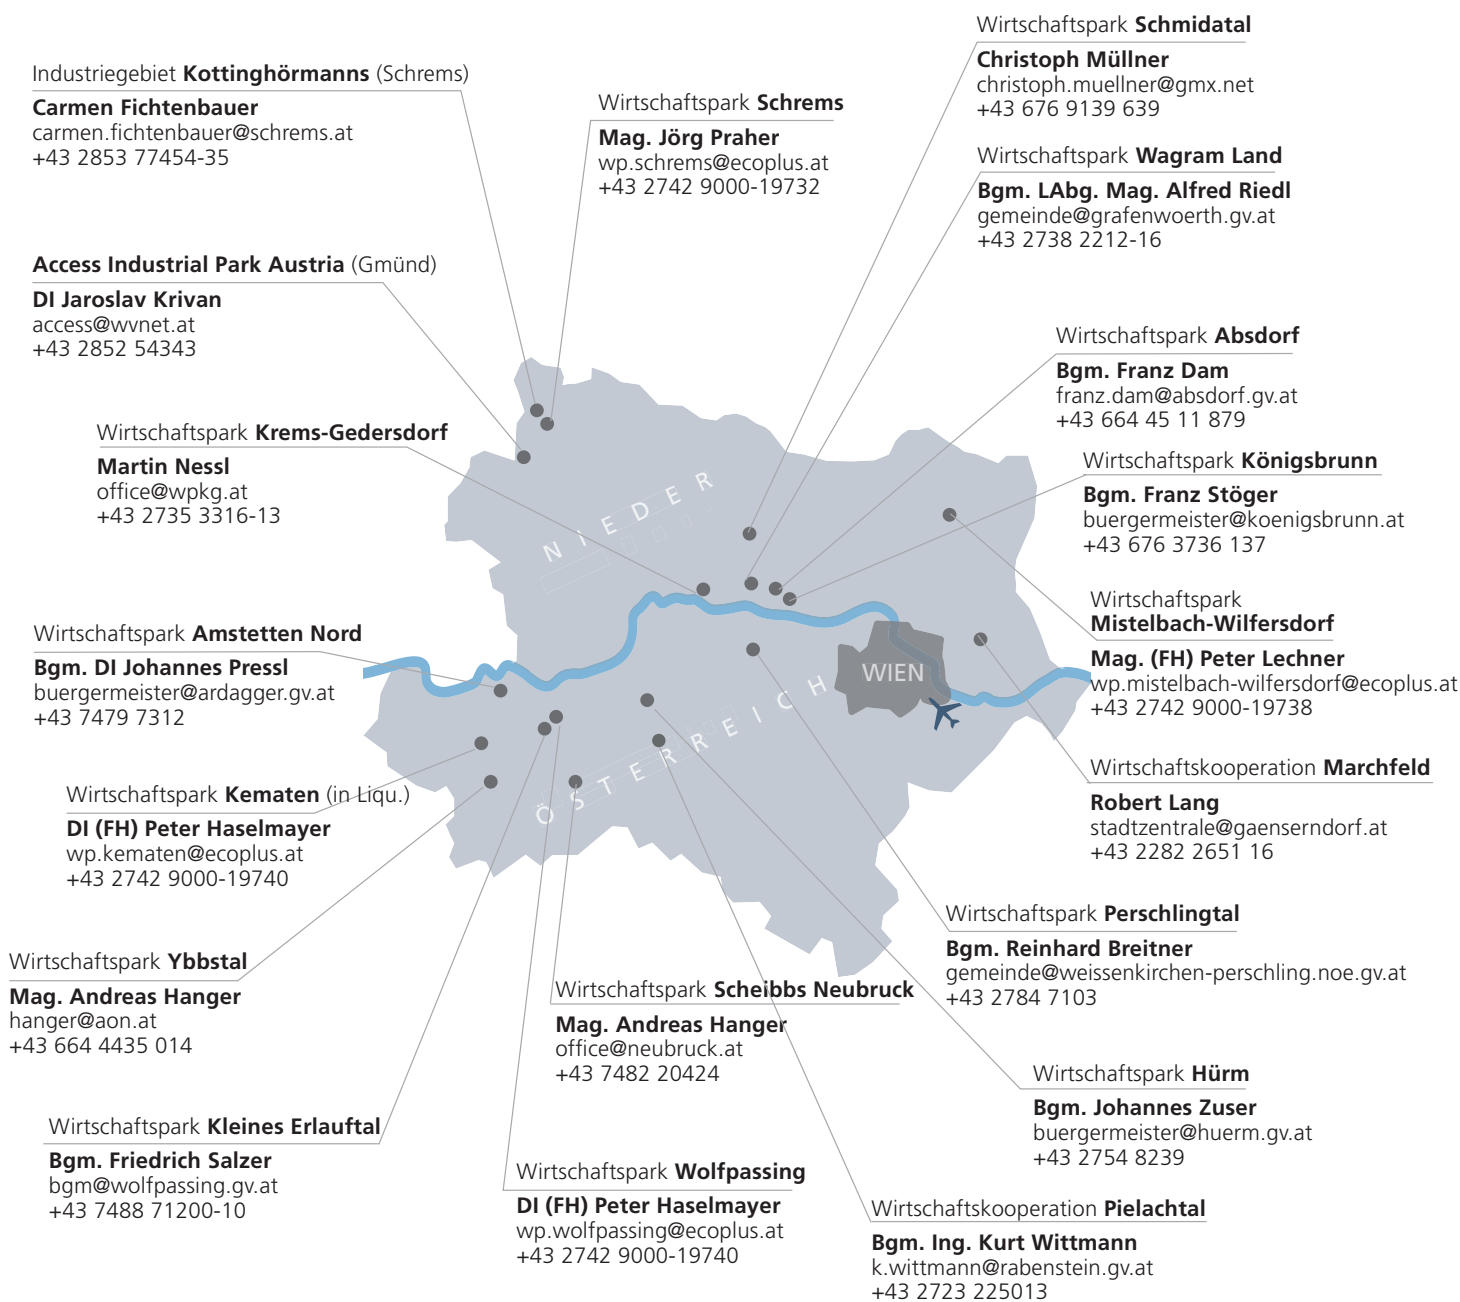 Wirtschaftspark Schmidatal
Christoph Müllner
christoph.muellner@gmx.net
+43 676 9139 639
Industriegebiet Kottinghörmanns (Schrems)
Carmen Fichtenbauer
carmen.fichtenbauer@schrems.at
+43 2853 77454-35
Wirtschaftspark Schrems
Mag. Jörg Praher
wp.schrems@ecoplus.at
+43 2742 9000-19732
Wirtschaftspark Wagram Land
Bgm. LAbg. Mag. Alfred Riedl
gemeinde@grafenwoerth.gv.at
+43 2738 2212-16
Access Industrial Park Austria (Gmünd)
DI Jaroslav Krivan
access@wvnet.at
+43 2852 54343
Wirtschaftspark Absdorf
Bgm. Franz Dam
franz.dam@absdorf.gv.at
+43 664 45 11 879
Wirtschaftspark Krems-Gedersdorf
Martin Nessl
office@wpkg.at
+43 2735 3316-13
Wirtschaftspark Königsbrunn
Bgm. Franz Stöger
buergermeister@koenigsbrunn.at
+43 676 3736 137
NIEDER
ÖSTERREICH
WIEN
Wirtschaftspark
Mistelbach-Wilfersdorf
Mag. (FH) Peter Lechner
wp.mistelbach-wilfersdorf@ecoplus.at
+43 2742 9000-19738
Wirtschaftspark Amstetten Nord
Bgm. DI Johannes Pressl
buergermeister@ardagger.gv.at
+43 7479 7312
Wirtschaftskooperation Marchfeld
Robert Lang
stadtzentrale@gaenserndorf.at
+43 2282 2651 16
Wirtschaftspark Kematen (in Liqu.)
DI (FH) Peter Haselmayer
wp.kematen@ecoplus.at
+43 2742 9000-19740
Wirtschaftspark Perschlingtal
Bgm. Reinhard Breitner
gemeinde@weissenkirchen-perschling.noe.gv.at
+43 2784 7103
Wirtschaftspark Ybbstal
Mag. Andreas Hanger
hanger@aon.at
+43 664 4435 014
Wirtschaftspark Scheibbs Neubruck
Mag. Andreas Hanger
office@neubruck.at
+43 7482 20424
Wirtschaftspark Hürm
Bgm. Johannes Zuser
buergermeister@huerm.gv.at
+43 2754 8239
Wirtschaftspark Kleines Erlauftal
Bgm. Friedrich Salzer
bgm@wolfpassing.gv.at
+43 7488 71200-10
Wirtschaftspark Wolfpassing
DI (FH) Peter Haselmayer
wp.wolfpassing@ecoplus.at
+43 2742 9000-19740
Wirtschaftskooperation Pielachtal
Bgm. Ing. Kurt Wittmann
k.wittmann@rabenstein.gv.at
+43 2723 225013